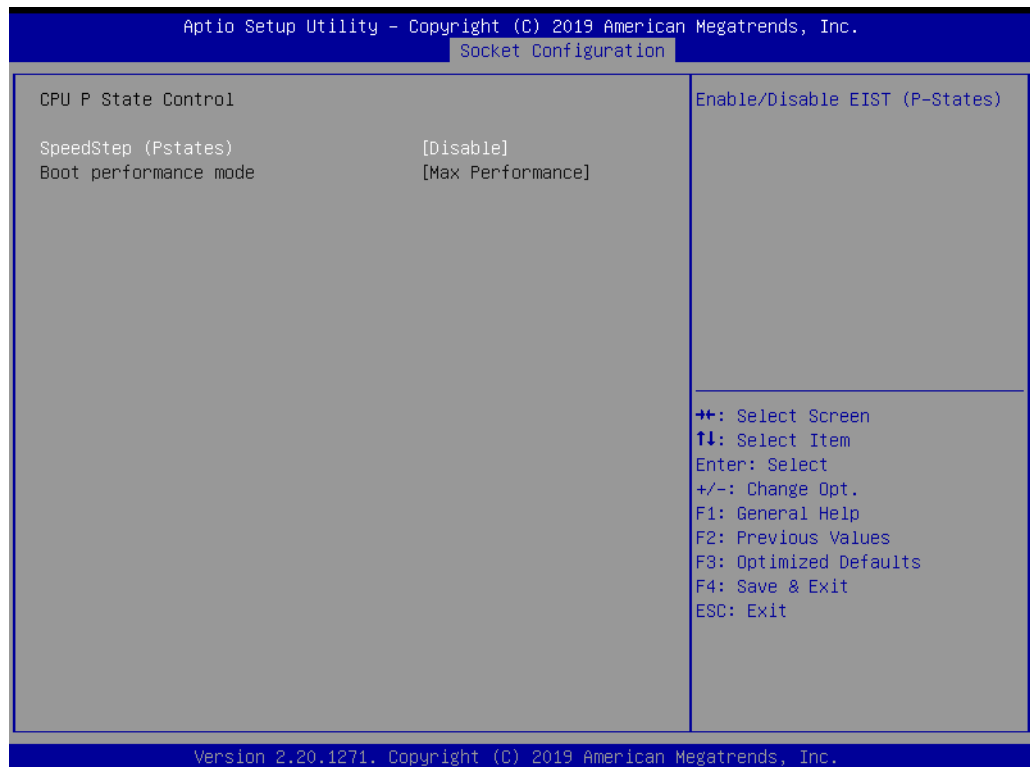 Aptio Setup Utility – Copyright (C) 2019 American Megatrends, Inc.
Socket Configuration
CPU P State Control
SpeedStep (Pstates) [Disable]
Boot performance mode [Max Performance]
Enable/Disable EIST (P-States)
→←: Select Screen
↑↓: Select Item
Enter: Select
+/-: Change Opt.
F1: General Help
F2: Previous Values
F3: Optimized Defaults
F4: Save & Exit
ESC: Exit
Version 2.20.1271. Copyright (C) 2019 American Megatrends, Inc.